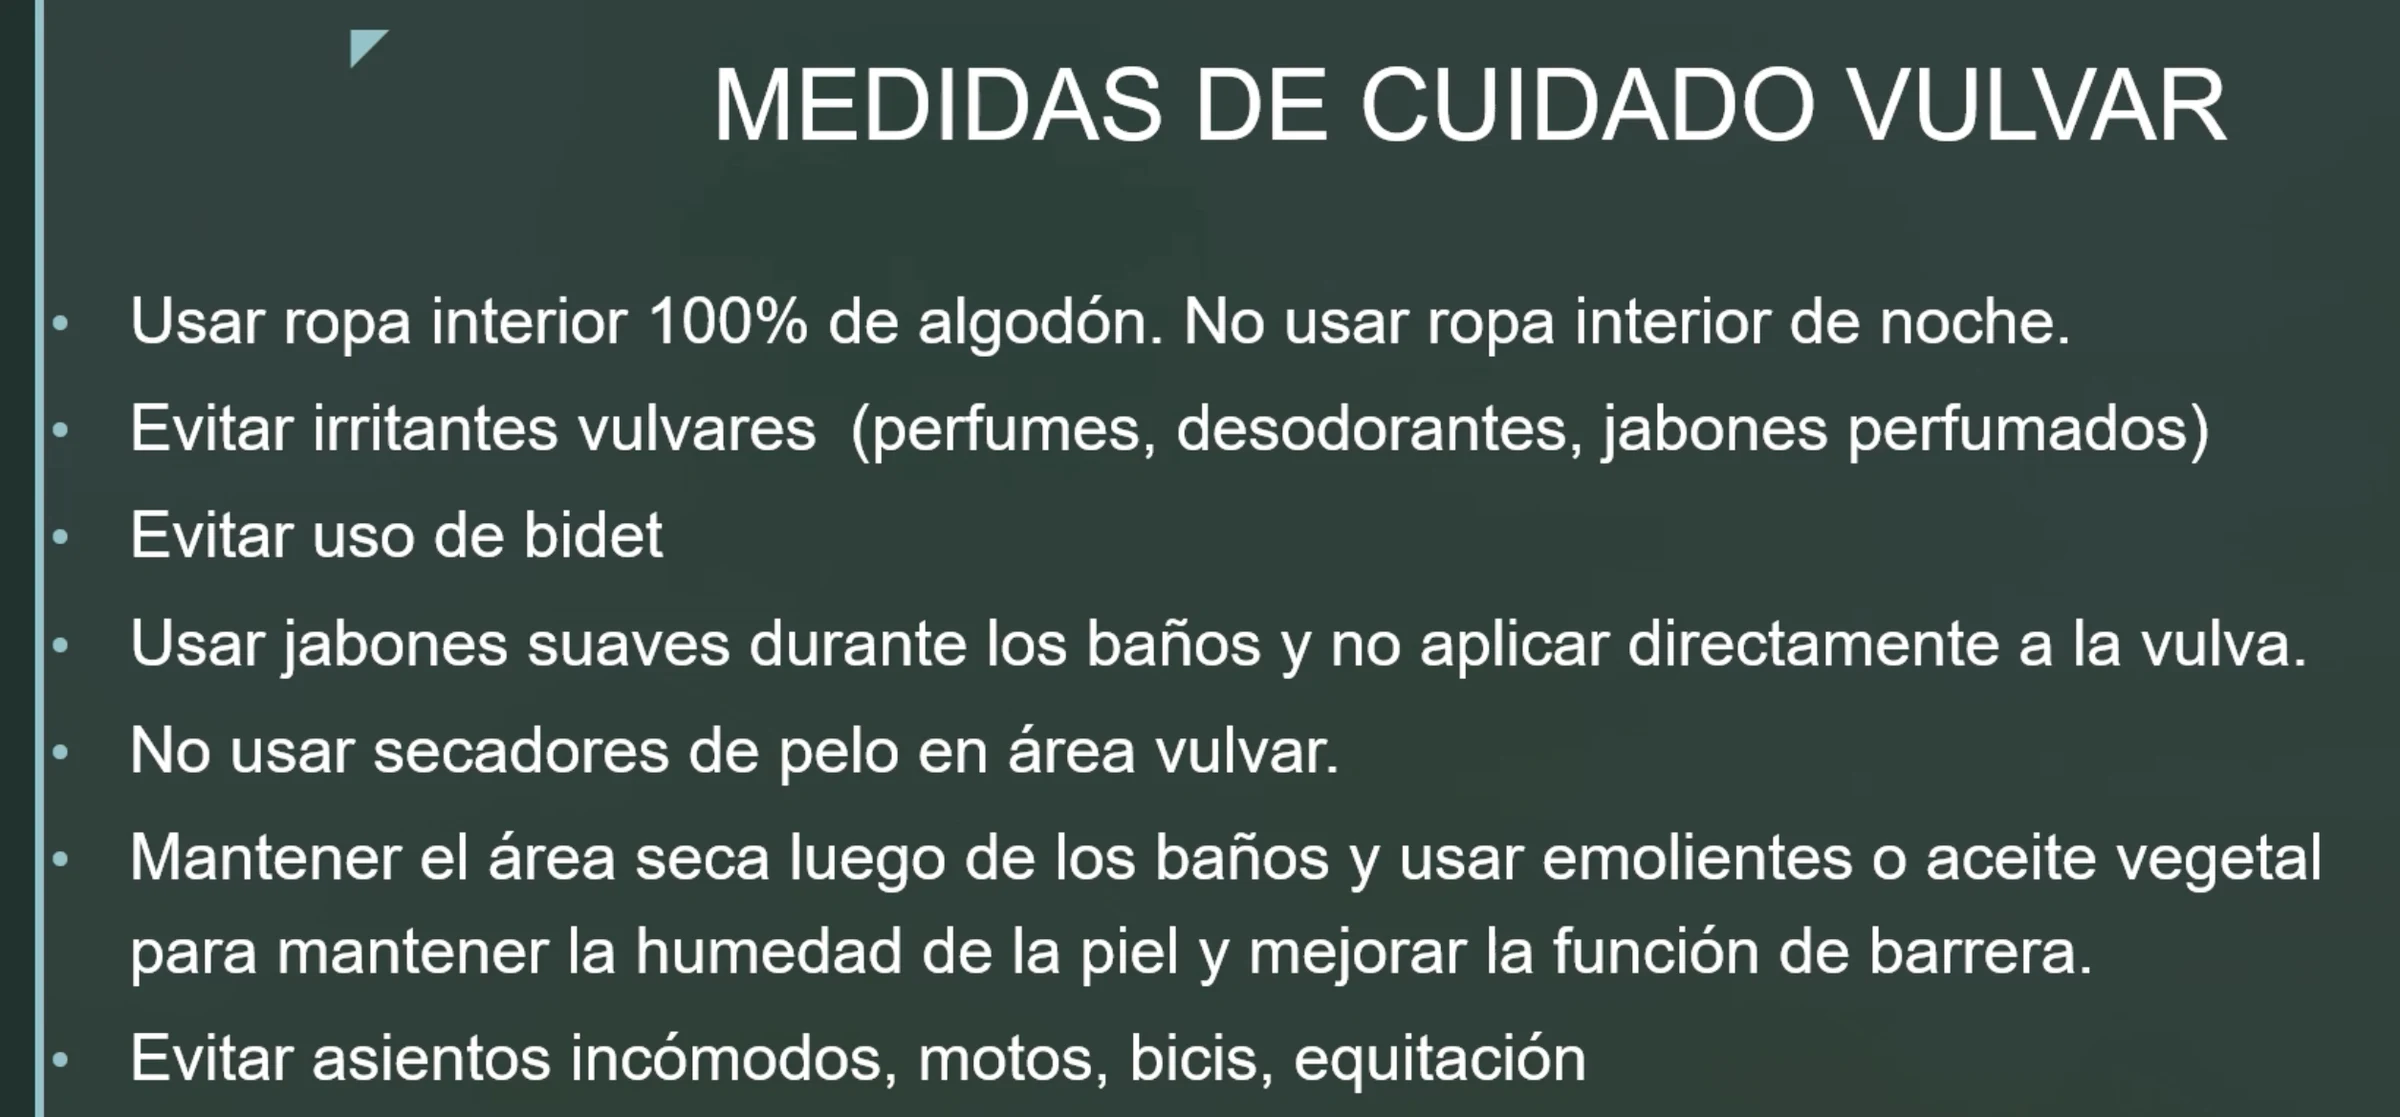 MEDIDAS DE CUIDADO VULVAR
• Usar ropa interior 100% de algodón. No usar ropa interior de noche.
• Evitar irritantes vulvares  (perfumes, desodorantes, jabones perfumados)
• Evitar uso de bidet
• Usar jabones suaves durante los baños y no aplicar directamente a la vulva.
• No usar secadores de pelo en área vulvar.
• Mantener el área seca luego de los baños y usar emolientes o aceite vegetal
para mantener la humedad de la piel y mejorar la función de barrera.
• Evitar asientos incómodos, motos, bicis, equitación